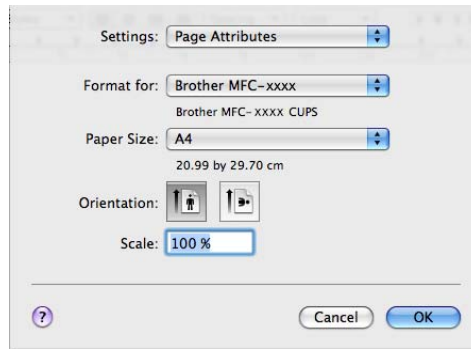 Settings: Page Attributes
Format for: Brother MFC-xxxx
Brother MFC-XXXX CUPS
Paper Size: A4
20.99 by 29.70 cm
Orientation:
Scale: 100 %
? Cancel OK